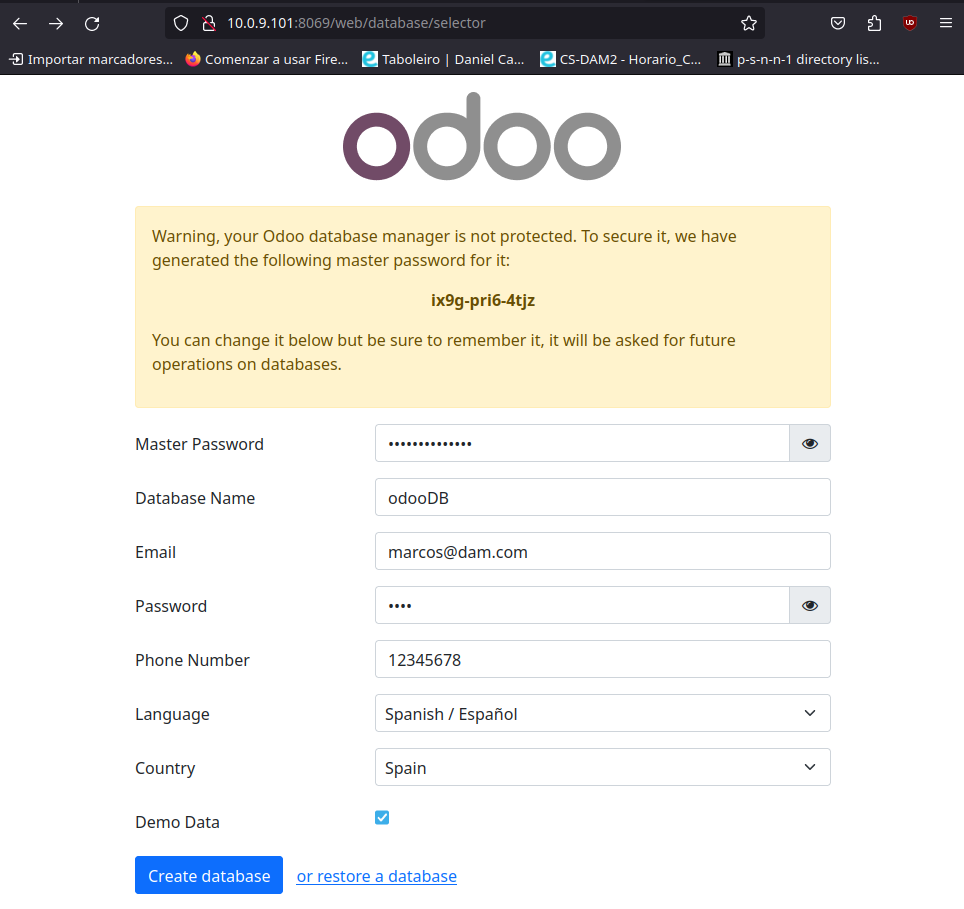 10.0.9.101:8069/web/database/selector
Importar marcadores... Comenzar a usar Fire... Taboleiro | Daniel Ca... CS-DAM2 - Horario_C... p-s-n-n-1 directory lis...
odoo
Warning, your Odoo database manager is not protected. To secure it, we have
generated the following master password for it:
ix9g-pri6-4tjz
You can change it below but be sure to remember it, it will be asked for future
operations on databases.
Master Password ••••••••••••••
Database Name odooDB
Email marcos@dam.com
Password ••••
Phone Number 12345678
Language Spanish / Español
Country Spain
Demo Data
Create database or restore a database